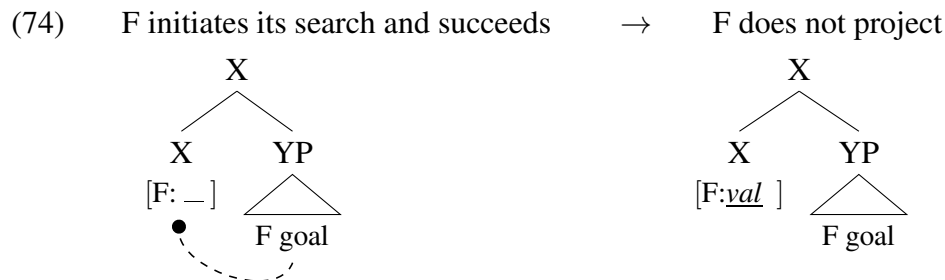 (74) F initiates its search and succeeds → F does not project
X X
X YP X YP
[F: _ ] [F:val ]
F goal F goal